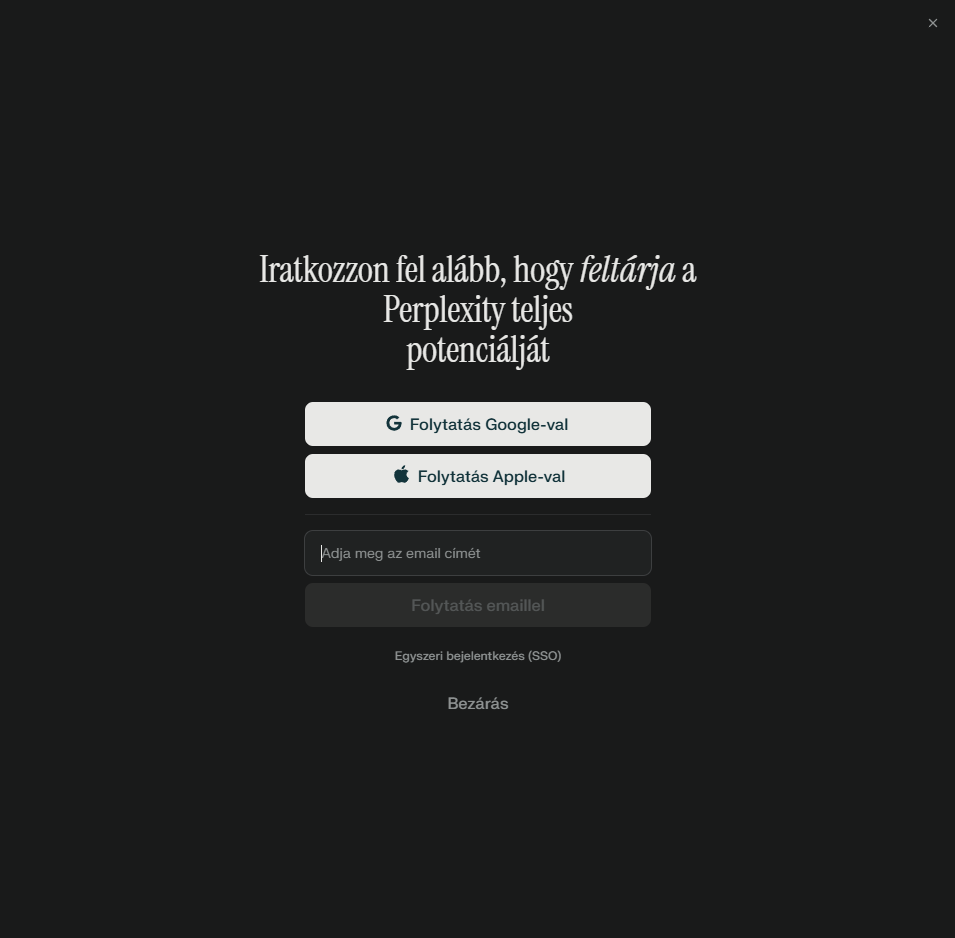 Iratkozzon fel alább, hogy feltárja a
Perplexity teljes
potenciálját
Folytatás Google-val
Folytatás Apple-val
Adja meg az email címét
Folytatás emaillel
Egyszeri bejelentkezés (SSO)
Bezárás